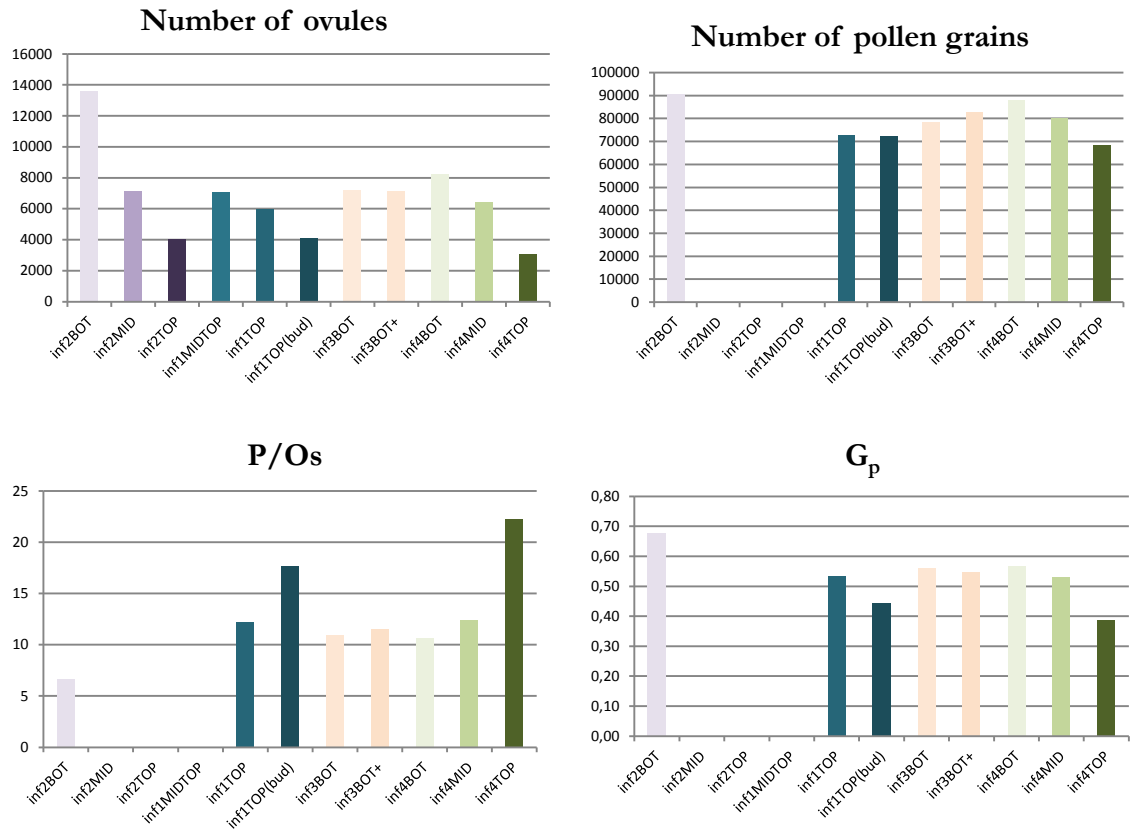 Number of ovules
16000
14000
12000
10000
8000
6000
4000
2000
0
inf2BOT
inf2MID
inf2TOP
inf1MIDTOP
inf1TOP
inf1TOP(bud)
inf3BOT
inf3BOT+
inf4BOT
inf4MID
inf4TOP
Number of pollen grains
100000
90000
80000
70000
60000
50000
40000
30000
20000
10000
0
inf2BOT
inf2MID
inf2TOP
inf1MIDTOP
inf1TOP
inf1TOP(bud)
inf3BOT
inf3BOT+
inf4BOT
inf4MID
inf4TOP
P/Os
25
20
15
10
5
0
inf2BOT
inf2MID
inf2TOP
inf1MIDTOP
inf1TOP
inf1TOP(bud)
inf3BOT
inf3BOT+
inf4BOT
inf4MID
inf4TOP
Gp
0,80
0,70
0,60
0,50
0,40
0,30
0,20
0,10
0,00
inf2BOT
inf2MID
inf2TOP
inf1MIDTOP
inf1TOP
inf1TOP(bud)
inf3BOT
inf3BOT+
inf4BOT
inf4MID
inf4TOP